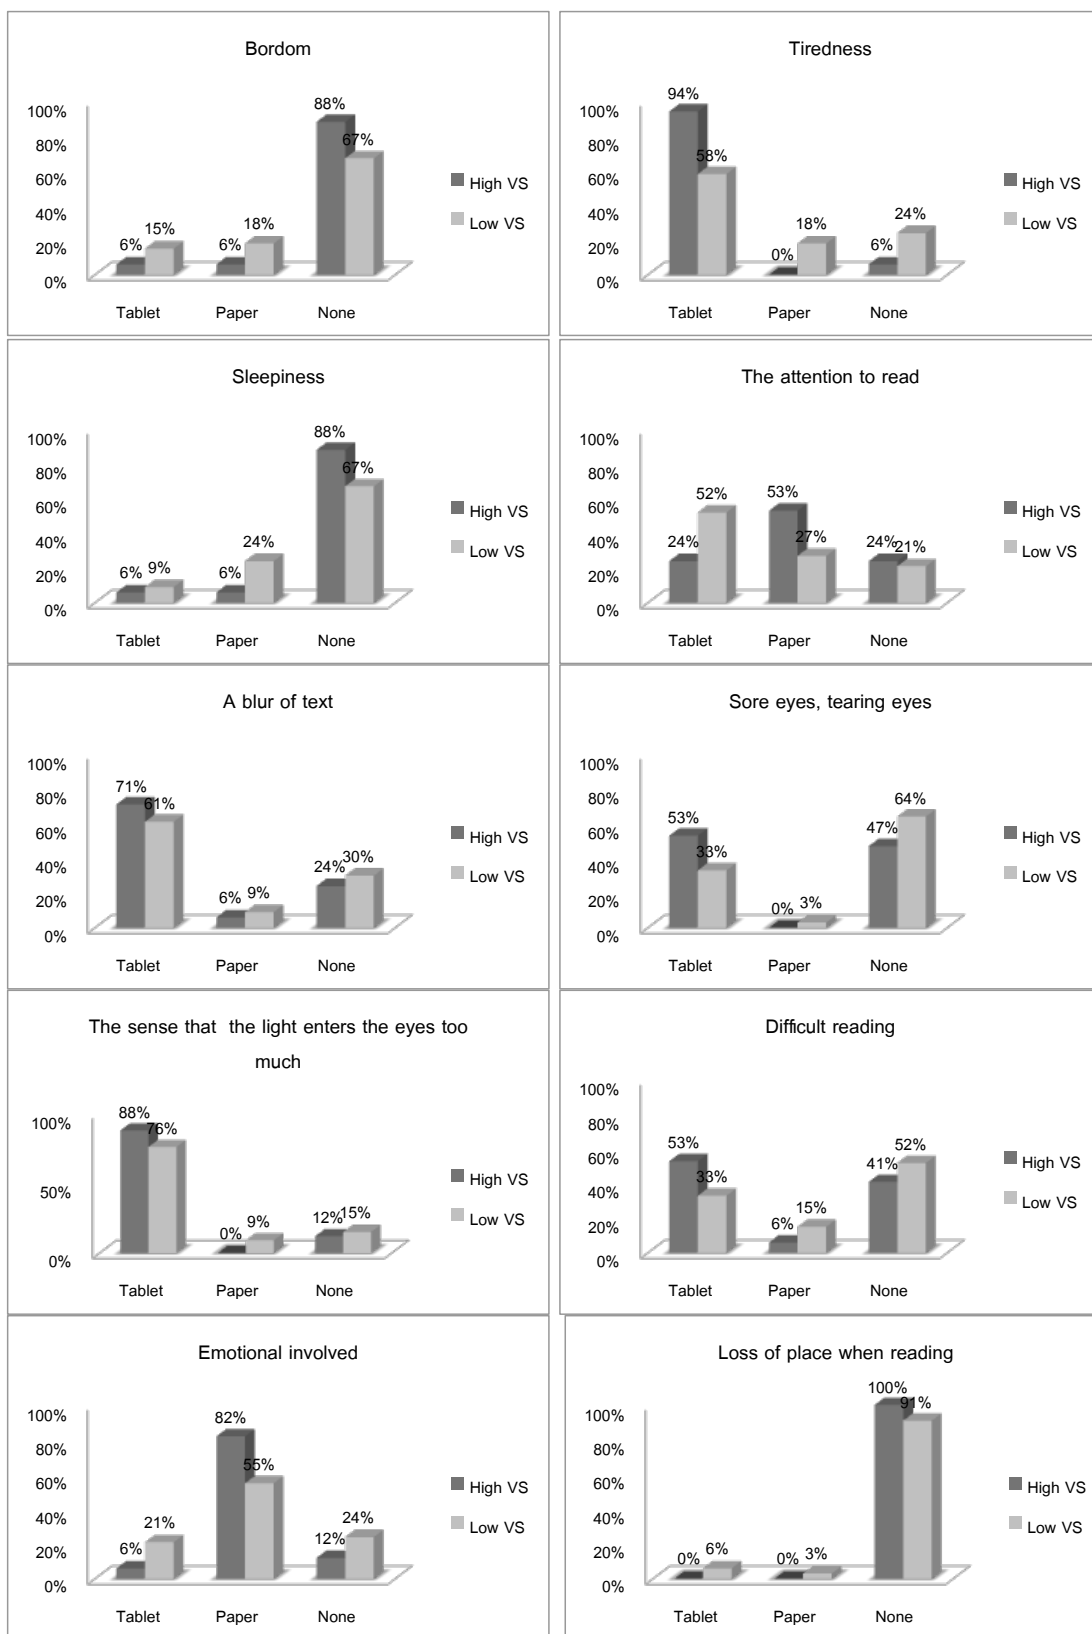 Bordom
100%
80%
60%
40%
20%
0%
6%
15%
6%
18%
88%
67%
Tablet
Paper
None
High VS
Low VS
Tiredness
100%
80%
60%
40%
20%
0%
94%
58%
0%
18%
6%
24%
Tablet
Paper
None
High VS
Low VS
Sleepiness
100%
80%
60%
40%
20%
0%
6%
9%
6%
24%
88%
67%
Tablet
Paper
None
High VS
Low VS
The attention to read
100%
80%
60%
40%
20%
0%
24%
52%
53%
27%
24%
21%
Tablet
Paper
None
High VS
Low VS
A blur of text
100%
80%
60%
40%
20%
0%
71%
61%
6%
9%
24%
30%
Tablet
Paper
None
High VS
Low VS
Sore eyes, tearing eyes
100%
80%
60%
40%
20%
0%
53%
33%
0%
3%
47%
64%
Tablet
Paper
None
High VS
Low VS
The sense that the light enters the eyes too
much
100%
50%
0%
88%
76%
0%
9%
12%
15%
Tablet
Paper
None
High VS
Low VS
Difficult reading
100%
80%
60%
40%
20%
0%
53%
33%
6%
15%
41%
52%
Tablet
Paper
None
High VS
Low VS
Emotional involved
100%
80%
60%
40%
20%
0%
6%
21%
82%
55%
12%
24%
Tablet
Paper
None
High VS
Low VS
Loss of place when reading
100%
80%
60%
40%
20%
0%
0%
6%
0%
3%
100%
91%
Tablet
Paper
None
High VS
Low VS